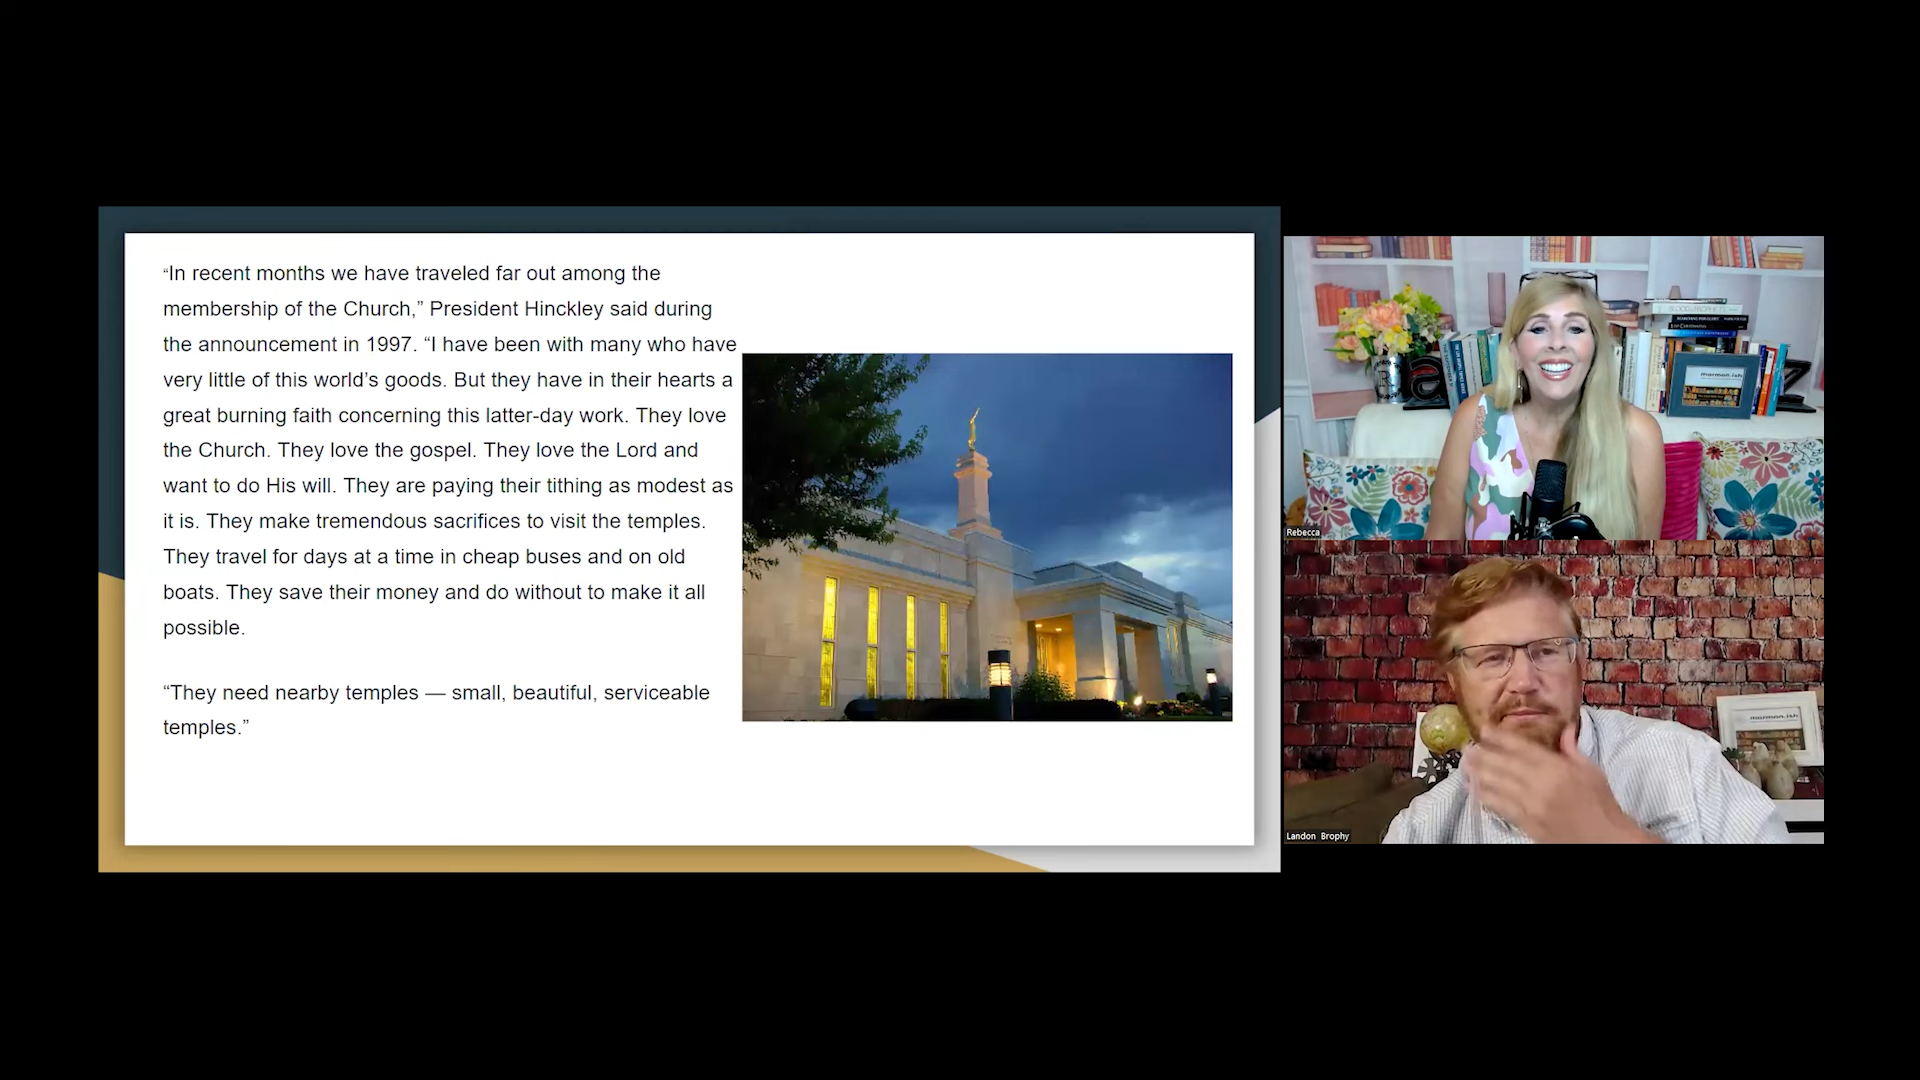 “In recent months we have traveled far out among the
membership of the Church,” President Hinckley said during
the announcement in 1997. “I have been with many who have
very little of this world’s goods. But they have in their hearts a
great burning faith concerning this latter-day work. They love
the Church. They love the gospel. They love the Lord and
want to do His will. They are paying their tithing as modest as
it is. They make tremendous sacrifices to visit the temples.
They travel for days at a time in cheap buses and on old
boats. They save their money and do without to make it all
possible.
“They need nearby temples — small, beautiful, serviceable
temples.”
mormon.ish
Rebecca
mormon.ish
Landon Brophy